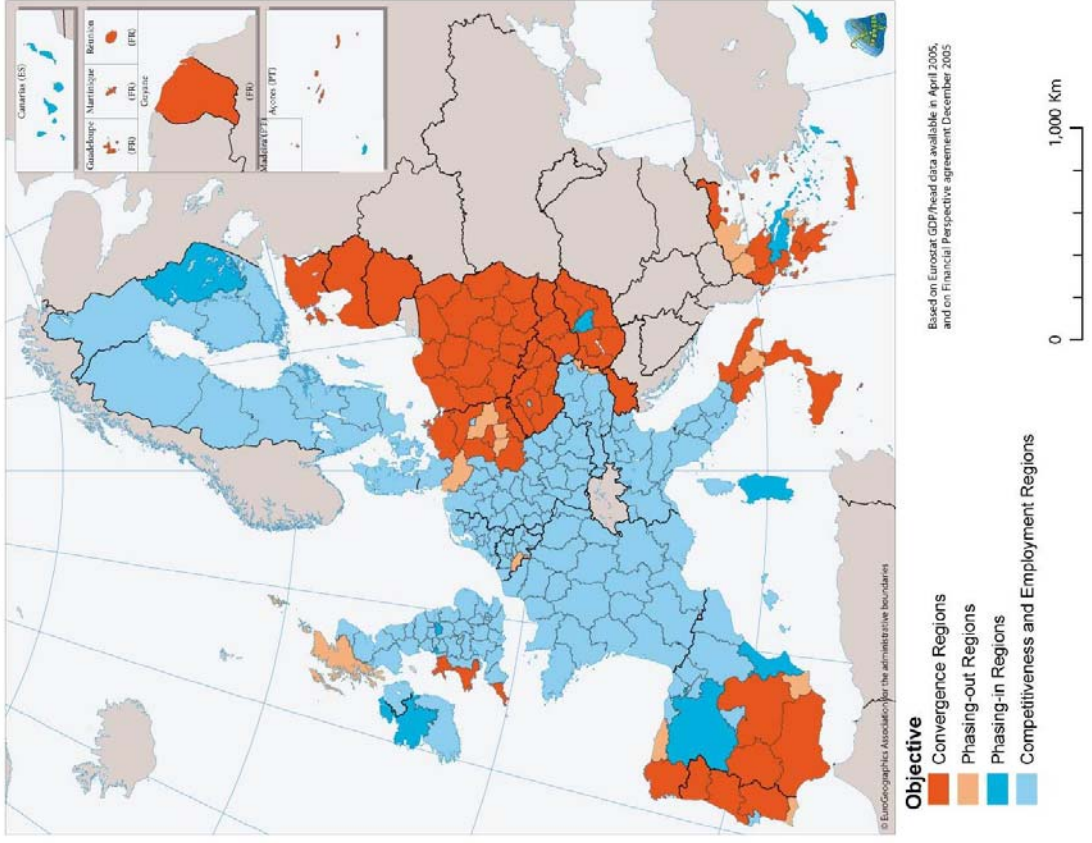 Canarias (ES)
Guadeloupe
(FR)
Martinique
(FR)
Réunion
(FR)
Guyane
(FR)
Madeira (PT)
Açores (PT)
© EuroGeographics Association for the administrative boundaries
Objective
Convergence Regions
Phasing-out Regions
Phasing-in Regions
Competitiveness and Employment Regions
Based on Eurostat GDP/head data available in April 2005,
and on Financial Perspective agreement December 2005
0
1,000 Km